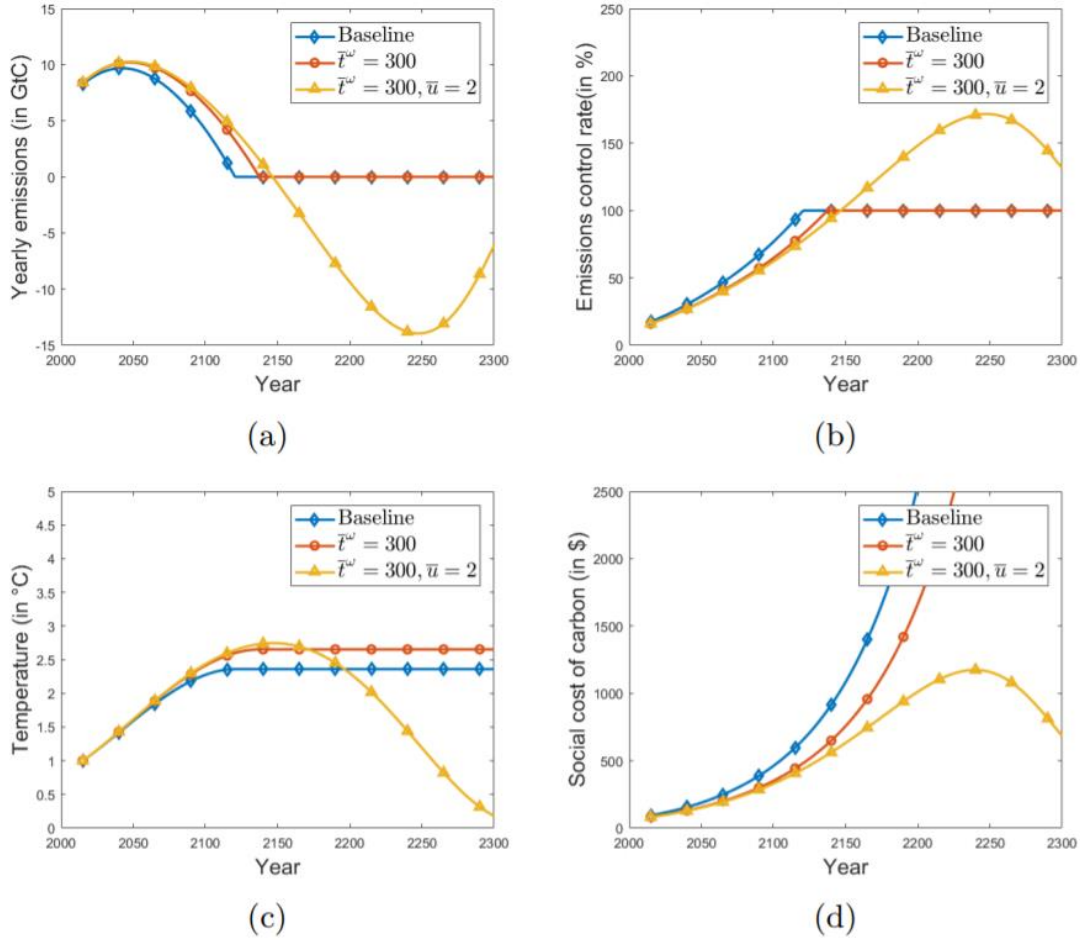 15
10
5
0
-5
-10
-15
2000 2050 2100 2150 2200 2250 2300
Yearly emissions (in GtC)
Year
Baseline
t̅^ω = 300
t̅^ω = 300, u̅ = 2
(a)
250
200
150
100
50
0
2000 2050 2100 2150 2200 2250 2300
Emissions control rate(in %)
Year
Baseline
t̅^ω = 300
t̅^ω = 300, u̅ = 2
(b)
5
4.5
4
3.5
3
2.5
2
1.5
1
0.5
0
2000 2050 2100 2150 2200 2250 2300
Temperature (in °C)
Year
Baseline
t̅^ω = 300
t̅^ω = 300, u̅ = 2
(c)
2500
2000
1500
1000
500
0
2000 2050 2100 2150 2200 2250 2300
Social cost of carbon (in $)
Year
Baseline
t̅^ω = 300
t̅^ω = 300, u̅ = 2
(d)